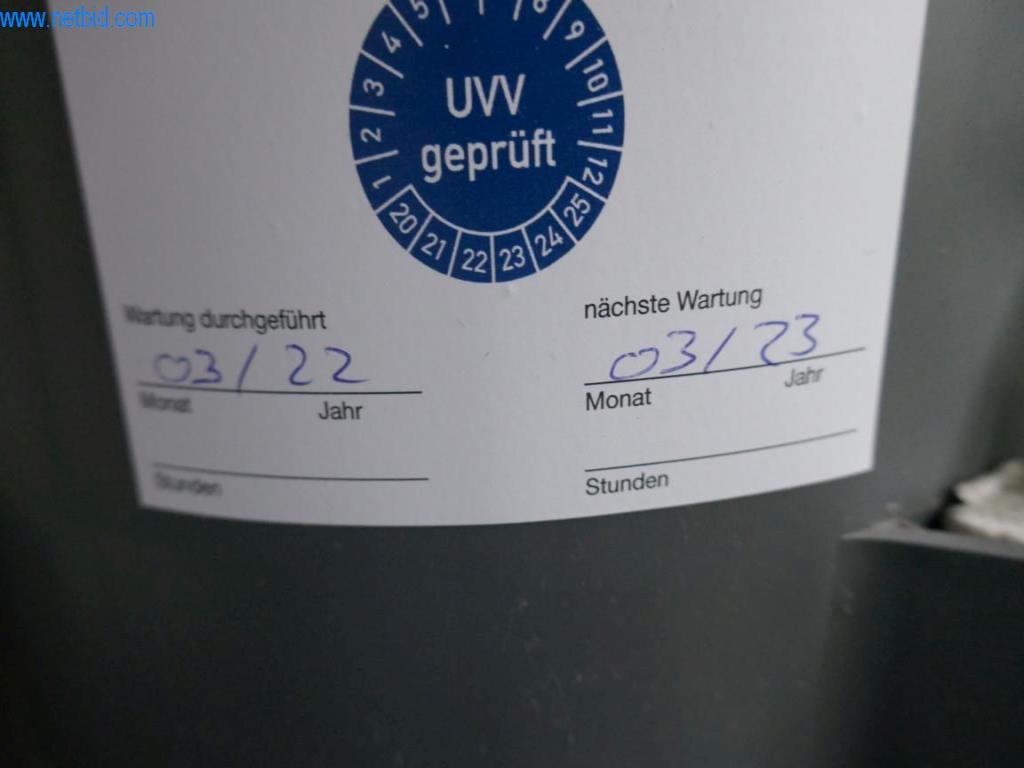 www.netbid.com
5
8
4
9
3
10
2
11
1
12
UVV
geprüft
20 21 22 23 24 25
Wartung durchgeführt
03/22
Monat Jahr
Stunden
nächste Wartung
03/23
Monat Jahr
Stunden